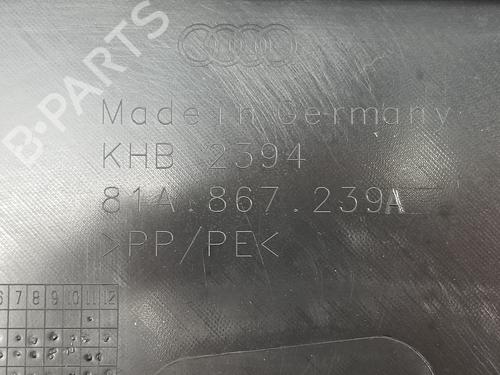 B-PARTS
Made in Germany
KHB 2394
81A.867.239A
>PP/PE<
6 7 8 9 10 11 12